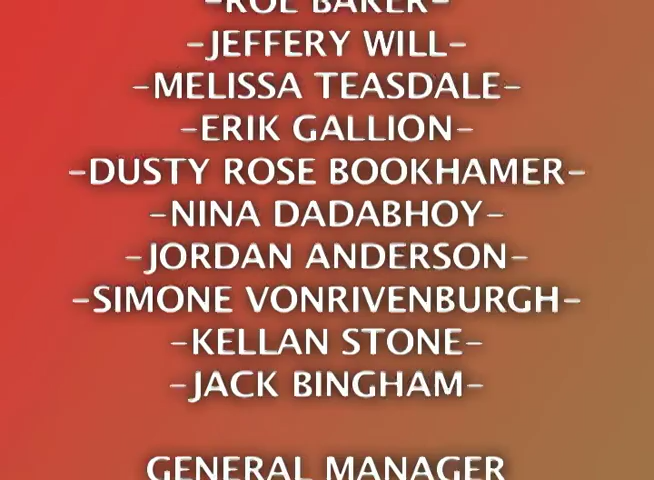 BAKER-
-JEFFERY WILL-
-MELISSA TEASDALE-
-ERIK GALLION-
-DUSTY ROSE BOOKHAMER-
-NINA DADABHOY-
-JORDAN ANDERSON-
-SIMONE VONRIVENBURGH-
-KELLAN STONE-
-JACK BINGHAM-
GENERAL MANAGER